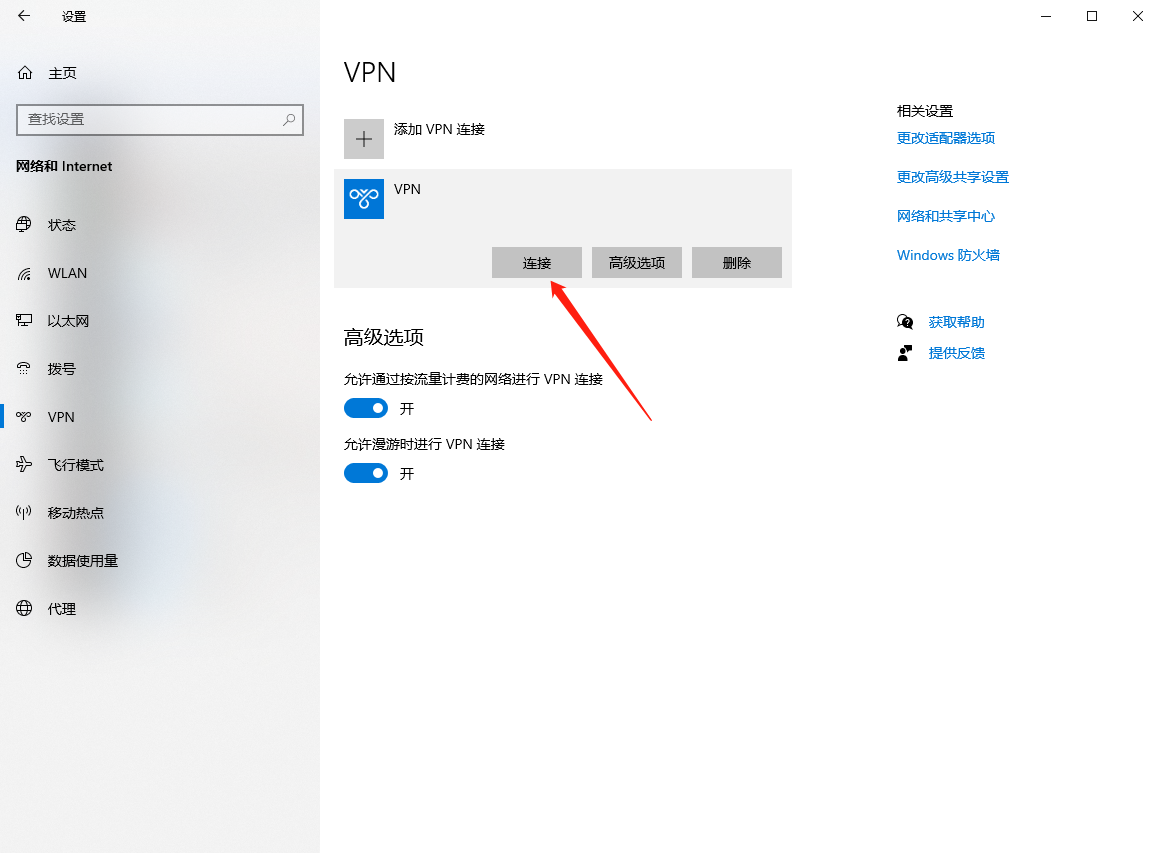 设置
主页
查找设置
网络和 Internet
状态
WLAN
以太网
拨号
VPN
飞行模式
移动热点
数据使用量
代理
VPN
添加 VPN 连接
VPN
连接 高级选项 删除
高级选项
允许通过按流量计费的网络进行 VPN 连接
开
允许漫游时进行 VPN 连接
开
相关设置
更改适配器选项
更改高级共享设置
网络和共享中心
Windows 防火墙
获取帮助
提供反馈